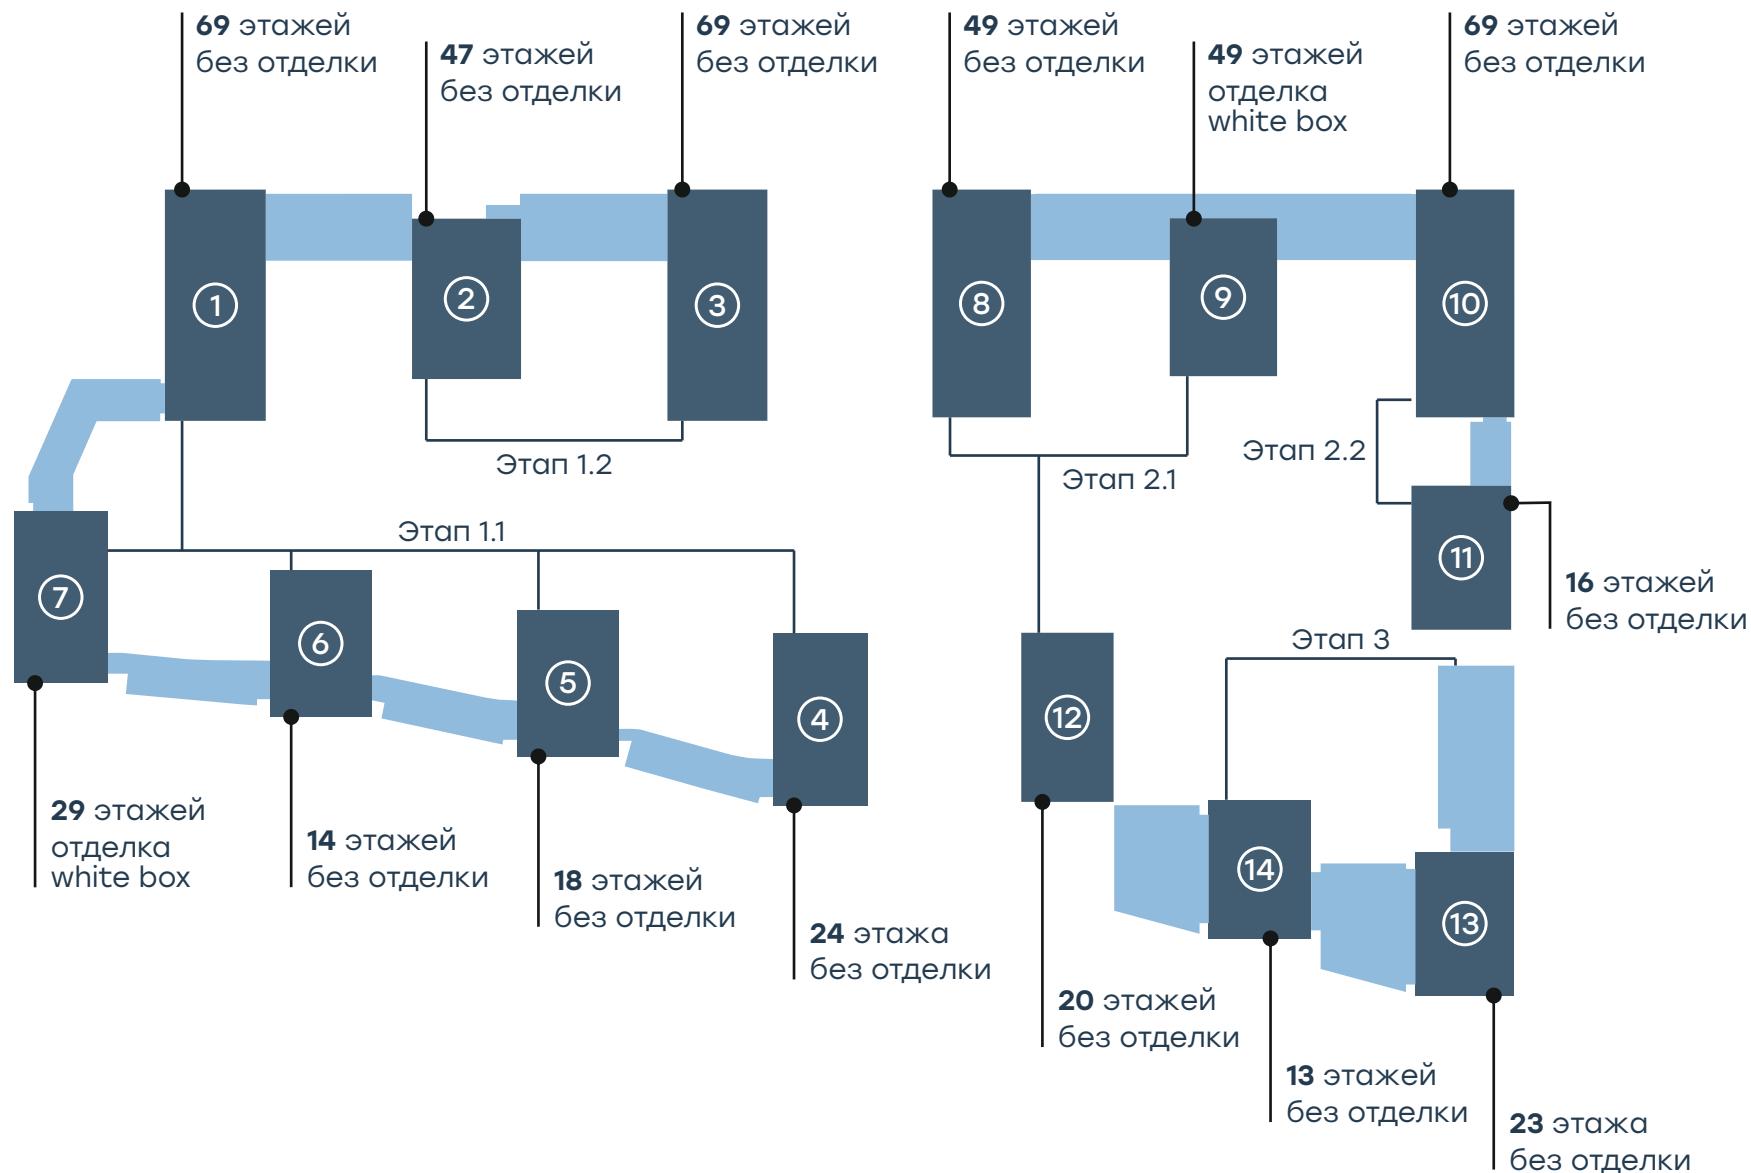 69 этажей
без отделки
47 этажей
без отделки
69 этажей
без отделки
49 этажей
без отделки
49 этажей
отделка
white box
69 этажей
без отделки
1
2
3
8
9
10
Этап 1.2
Этап 2.1
Этап 2.2
Этап 1.1
7
6
5
4
11
16 этажей
без отделки
Этап 3
12
14
13
29 этажей
отделка
white box
14 этажей
без отделки
18 этажей
без отделки
24 этажа
без отделки
20 этажей
без отделки
13 этажей
без отделки
23 этажа
без отделки